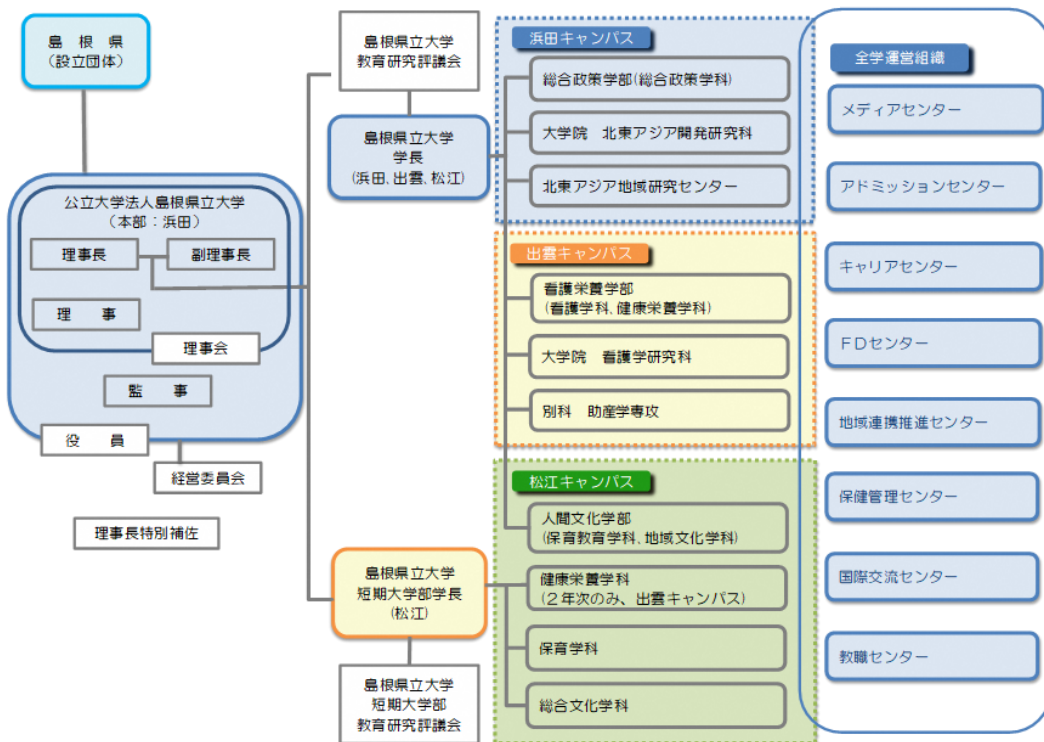 島　根　県
（設立団体）
公立大学法人島根県立大学
（本部：浜田）
理事長
副理事長
理　　事
理事会
監　　事
役　　員
経営委員会
理事長特別補佐
島根県立大学
教育研究評議会
島根県立大学
学長
(浜田、出雲、松江)
島根県立大学
短期大学部学長
(松江)
島根県立大学
短期大学部
教育研究評議会
浜田キャンパス
総合政策学部(総合政策学科)
大学院　北東アジア開発研究科
北東アジア地域研究センター
出雲キャンパス
看護栄養学部
(看護学科、健康栄養学科)
大学院　看護学研究科
別科　助産学専攻
松江キャンパス
人間文化学部
(保育教育学科、地域文化学科)
健康栄養学科
(２年次のみ、出雲キャンパス)
保育学科
総合文化学科
全学運営組織
メディアセンター
アドミッションセンター
キャリアセンター
ＦＤセンター
地域連携推進センター
保健管理センター
国際交流センター
教職センター